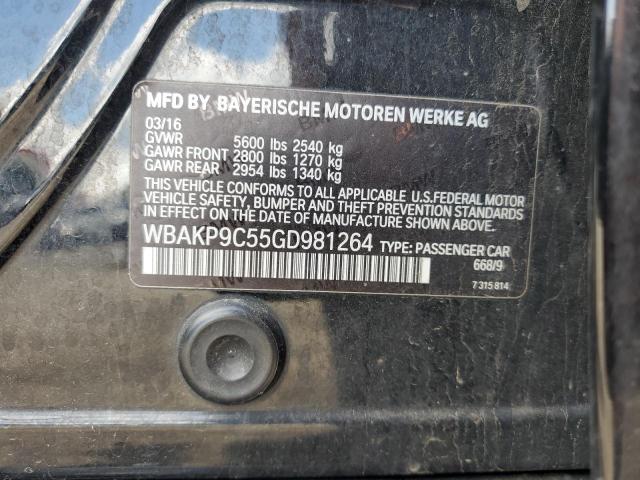 MFD BY BAYERISCHE MOTOREN WERKE AG
03/16
GVWR 5600 lbs 2540 kg
GAWR FRONT 2800 lbs 1270 kg
GAWR REAR 2954 lbs 1340 kg
THIS VEHICLE CONFORMS TO ALL APPLICABLE U.S.FEDERAL MOTOR
VEHICLE SAFETY, BUMPER AND THEFT PREVENTION STANDARDS
IN EFFECT ON THE DATE OF MANUFACTURE SHOWN ABOVE.
WBAKP9C55GD981264 TYPE: PASSENGER CAR
668/9
7 315 814